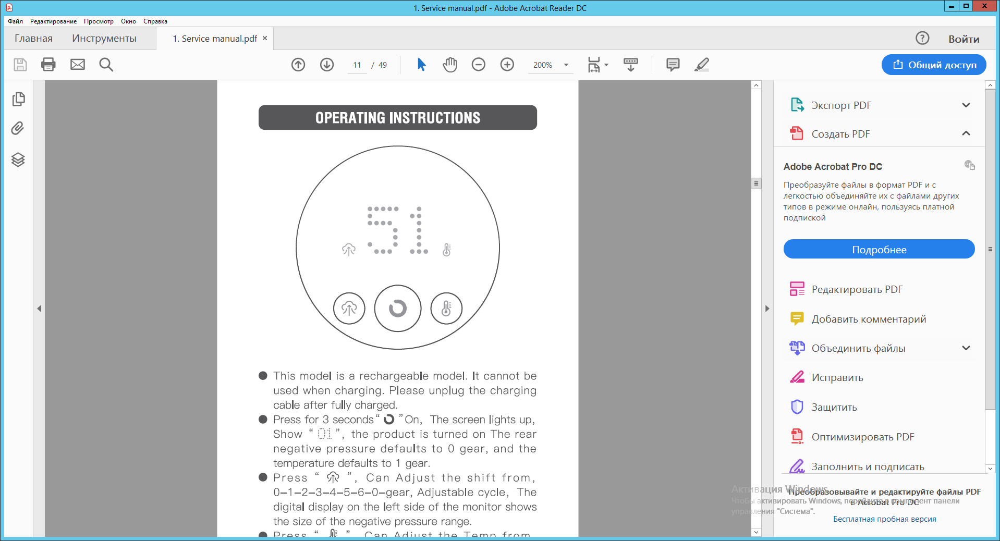 1. Service manual.pdf - Adobe Acrobat Reader DC
Файл Редактирование Просмотр Окно Справка
Главная Инструменты 1. Service manual.pdf × ? Войти
11 / 49 200% Общий доступ
OPERATING INSTRUCTIONS
51
● This model is a rechargeable model. It cannot be
used when charging. Please unplug the charging
cable after fully charged.
● Press for 3 seconds “ ” On, The screen lights up,
Show “ 01 ”, the product is turned on The rear
negative pressure defaults to 0 gear, and the
temperature defaults to 1 gear.
● Press “ ”, Can Adjust the shift from,
0–1–2–3–4–5–6–0–gear, Adjustable cycle, The
digital display on the left side of the monitor shows
the size of the negative pressure range.
● Press “ ”, Can Adjust the Temp from
Экспорт PDF
Создать PDF
Adobe Acrobat Pro DC
Преобразуйте файлы в формат PDF и с
легкостью объединяйте их с файлами других
типов в режиме онлайн, пользуясь платной
подпиской
Подробнее
Редактировать PDF
Добавить комментарий
Объединить файлы
Исправить
Защитить
Оптимизировать PDF
Заполнить и подписать
Преобразовывайте и редактируйте файлы PDF
в Acrobat Pro DC
Бесплатная пробная версия
Активация Windows
Чтобы активировать Windows, перейдите в компонент панели
управления "Система".